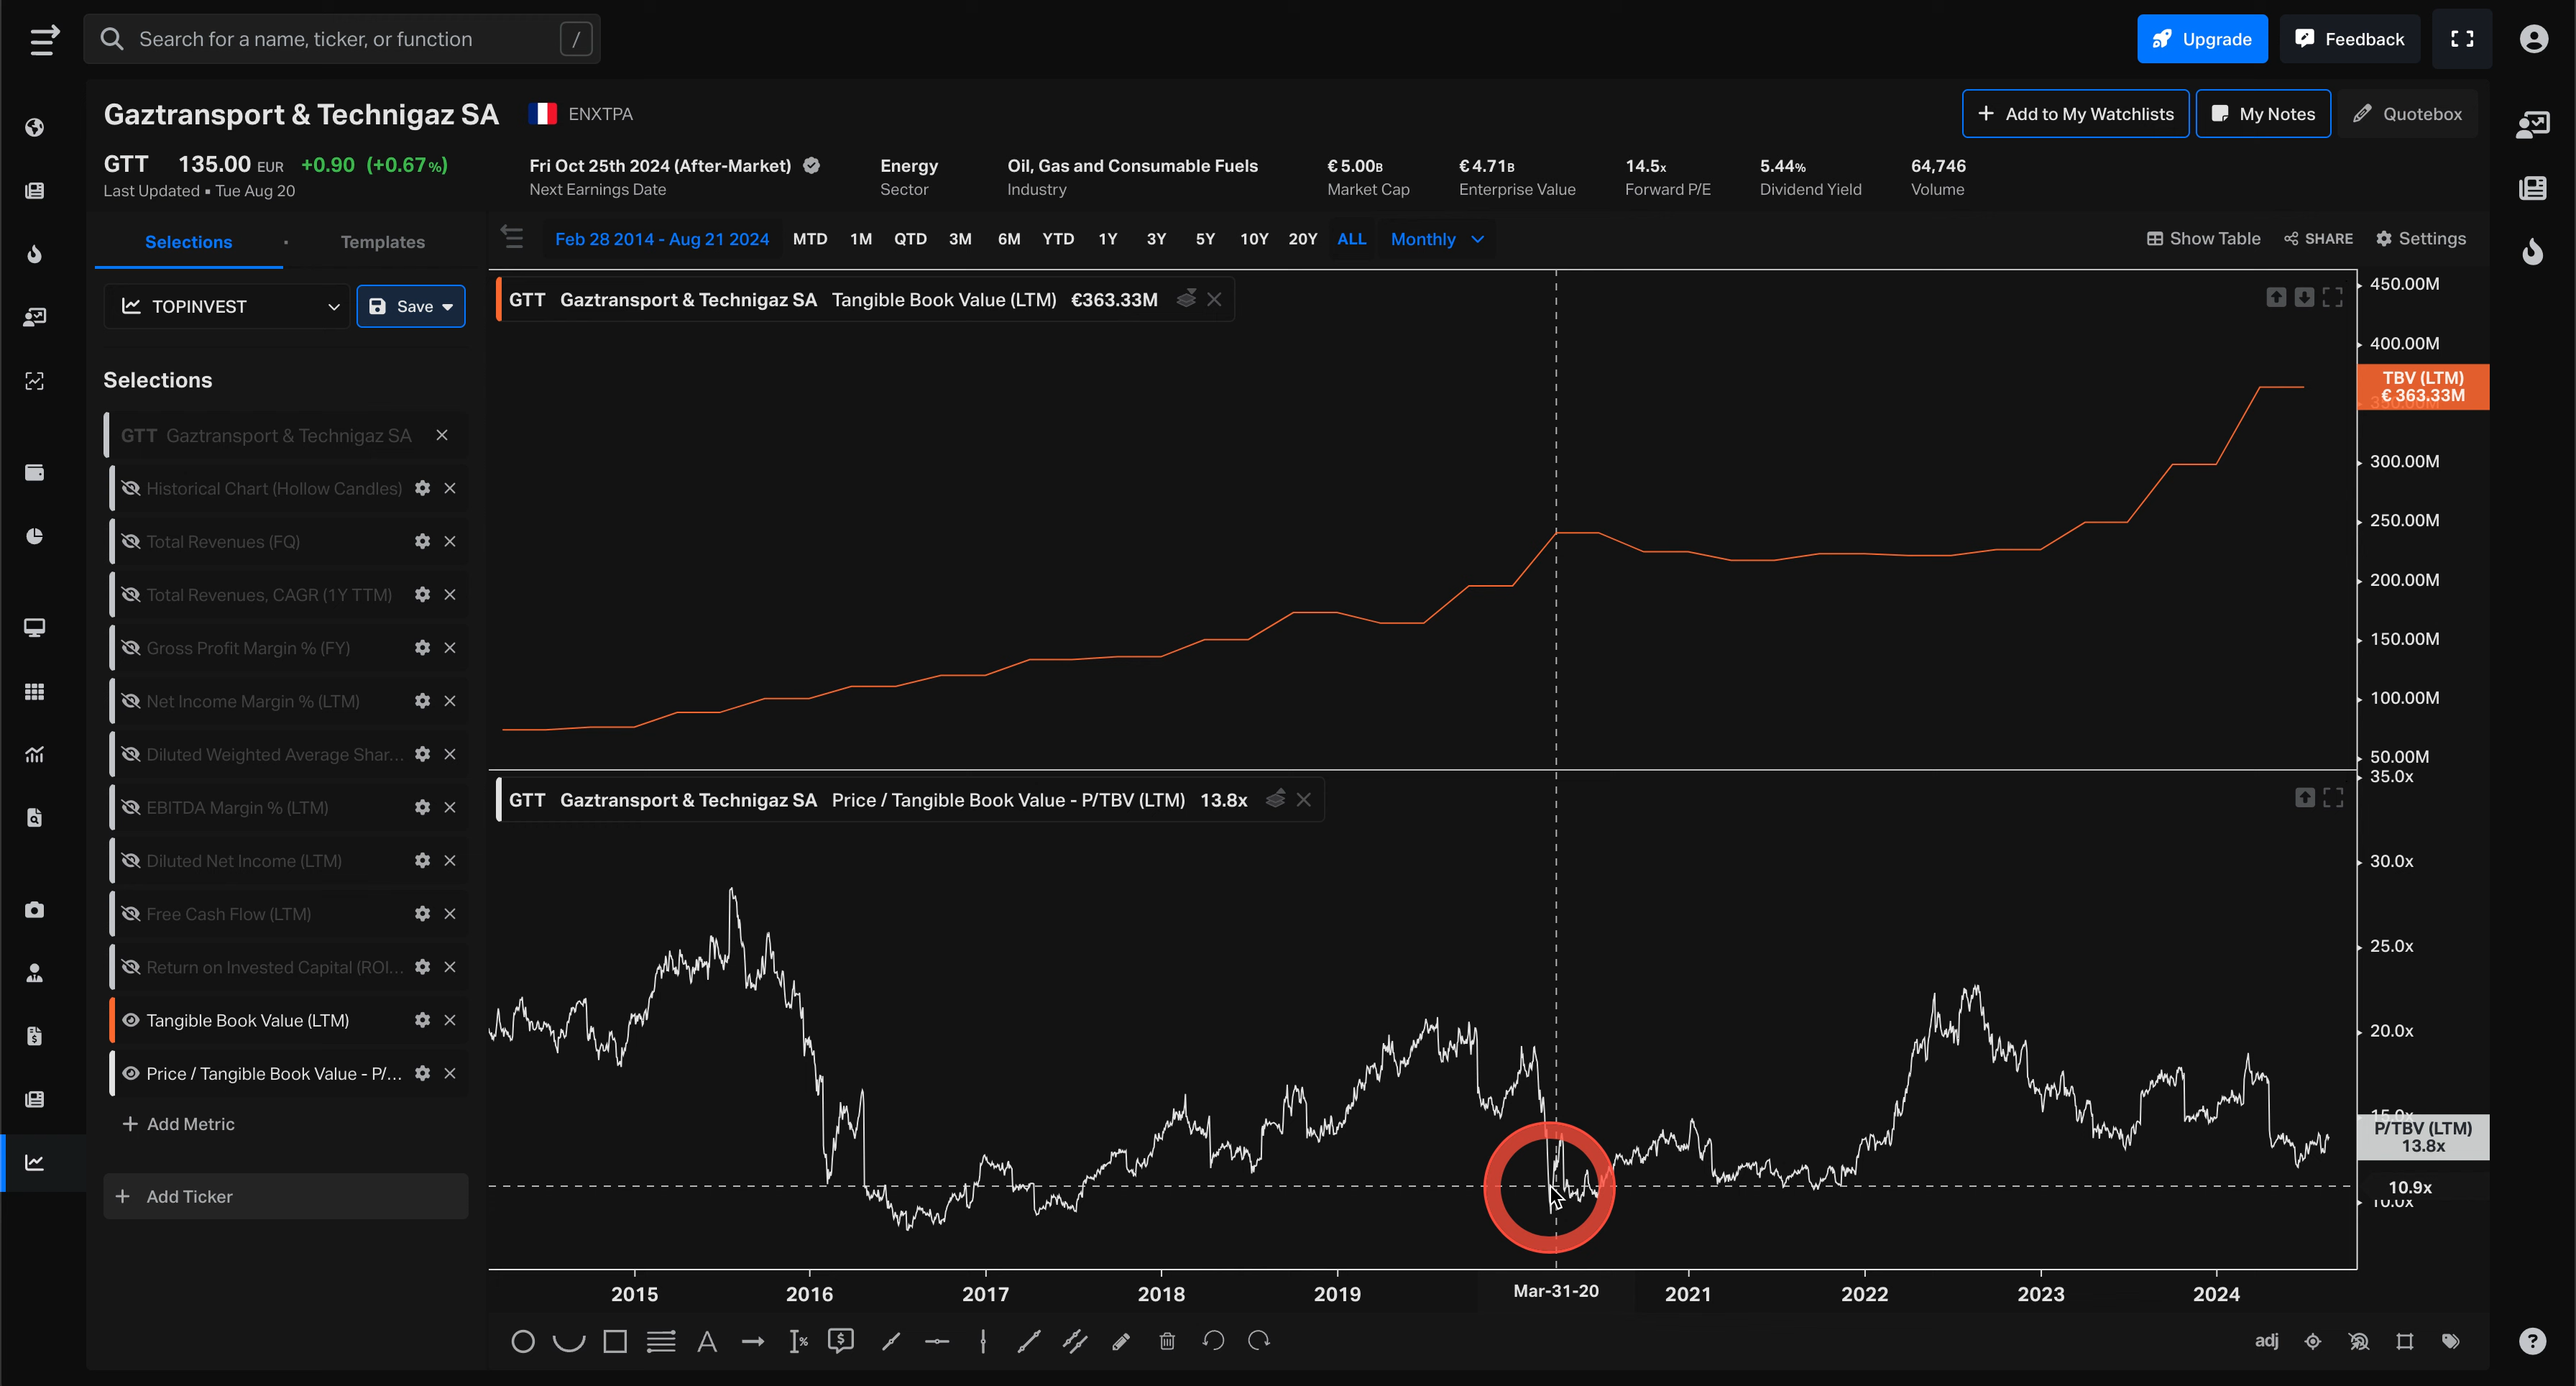 Search for a name, ticker, or function /
Upgrade
Feedback
Gaztransport & Technigaz SA ENXTPA
+ Add to My Watchlists
My Notes
Quotebox
GTT 135.00 EUR +0.90 (+0.67%)
Last Updated ▪ Tue Aug 20
Fri Oct 25th 2024 (After-Market)
Next Earnings Date
Energy
Sector
Oil, Gas and Consumable Fuels
Industry
€ 5.00B
Market Cap
€ 4.71B
Enterprise Value
14.5x
Forward P/E
5.44%
Dividend Yield
64,746
Volume
Selections
Templates
Feb 28 2014 - Aug 21 2024 MTD 1M QTD 3M 6M YTD 1Y 3Y 5Y 10Y 20Y ALL Monthly
Show Table
SHARE
Settings
TOPINVEST
Save
Selections
GTT Gaztransport & Technigaz SA
Historical Chart (Hollow Candles)
Total Revenues (FQ)
Total Revenues, CAGR (1Y TTM)
Gross Profit Margin % (FY)
Net Income Margin % (LTM)
Diluted Weighted Average Shar...
EBITDA Margin % (LTM)
Diluted Net Income (LTM)
Free Cash Flow (LTM)
Return on Invested Capital (ROI...
Tangible Book Value (LTM)
Price / Tangible Book Value - P/...
+ Add Metric
+ Add Ticker
GTT Gaztransport & Technigaz SA Tangible Book Value (LTM) €363.33M
450.00M
400.00M
TBV (LTM)
€ 363.33M
300.00M
250.00M
200.00M
150.00M
100.00M
50.00M
GTT Gaztransport & Technigaz SA Price / Tangible Book Value - P/TBV (LTM) 13.8x
35.0x
30.0x
25.0x
20.0x
15.0x
P/TBV (LTM)
13.8x
10.9x
10.0x
2015 2016 2017 2018 2019 Mar-31-20 2021 2022 2023 2024
adj
?